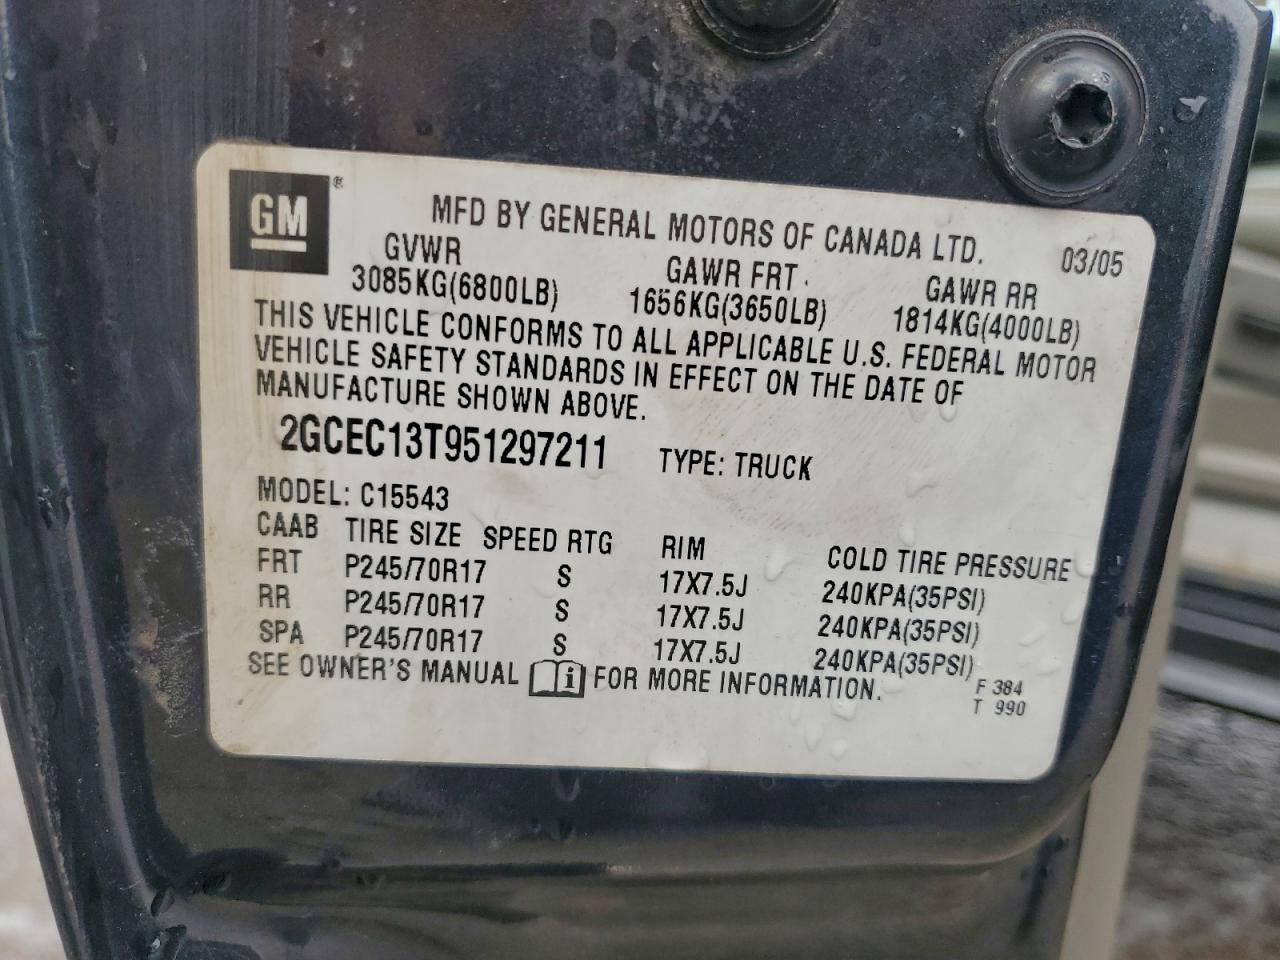 GM®
MFD BY GENERAL MOTORS OF CANADA LTD. 03/05
GVWR GAWR FRT GAWR RR
3085KG(6800LB) 1656KG(3650LB) 1814KG(4000LB)
THIS VEHICLE CONFORMS TO ALL APPLICABLE U.S. FEDERAL MOTOR
VEHICLE SAFETY STANDARDS IN EFFECT ON THE DATE OF
MANUFACTURE SHOWN ABOVE.
2GCEC13T951297211 TYPE: TRUCK
MODEL: C15543
CAAB TIRE SIZE SPEED RTG RIM COLD TIRE PRESSURE
FRT P245/70R17 S 17X7.5J 240KPA(35PSI)
RR P245/70R17 S 17X7.5J 240KPA(35PSI)
SPA P245/70R17 S 17X7.5J 240KPA(35PSI)
SEE OWNER'S MANUAL i FOR MORE INFORMATION.
F 384
T 990